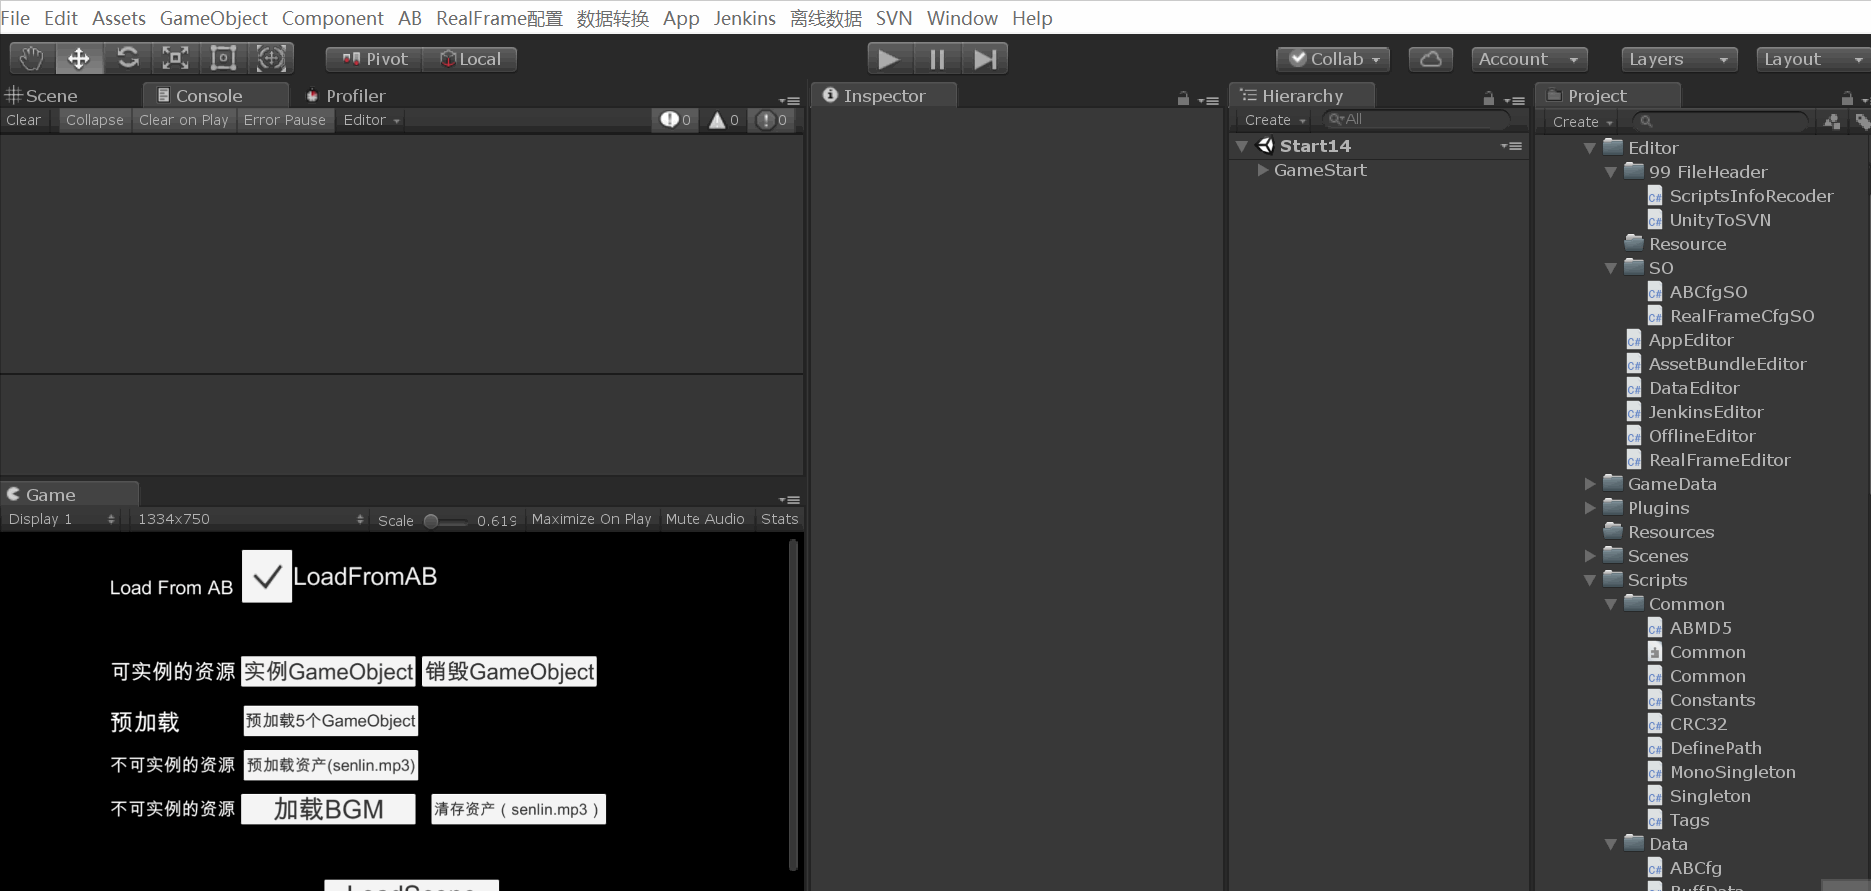 File Edit Assets GameObject Component AB RealFrame配置 数据转换 App Jenkins 离线数据 SVN Window Help
Pivot Local Collab Account Layers Layout
Scene Console Profiler
Clear Collapse Clear on Play Error Pause Editor 0 0 0
Game
Display 1 1334x750 Scale 0.619 Maximize On Play Mute Audio Stats
Load From AB LoadFromAB
可实例的资源 实例GameObject 销毁GameObject
预加载 预加载5个GameObject
不可实例的资源 预加载资产(senlin.mp3)
不可实例的资源 加载BGM 清存资产（senlin.mp3）
LoadScene
Inspector
Hierarchy
Create All
Start14
GameStart
Project
Create
Editor
99 FileHeader
ScriptsInfoRecoder
UnityToSVN
Resource
SO
ABCfgSO
RealFrameCfgSO
AppEditor
AssetBundleEditor
DataEditor
JenkinsEditor
OfflineEditor
RealFrameEditor
GameData
Plugins
Resources
Scenes
Scripts
Common
ABMD5
Common
Common
Constants
CRC32
DefinePath
MonoSingleton
Singleton
Tags
Data
ABCfg
BuffData